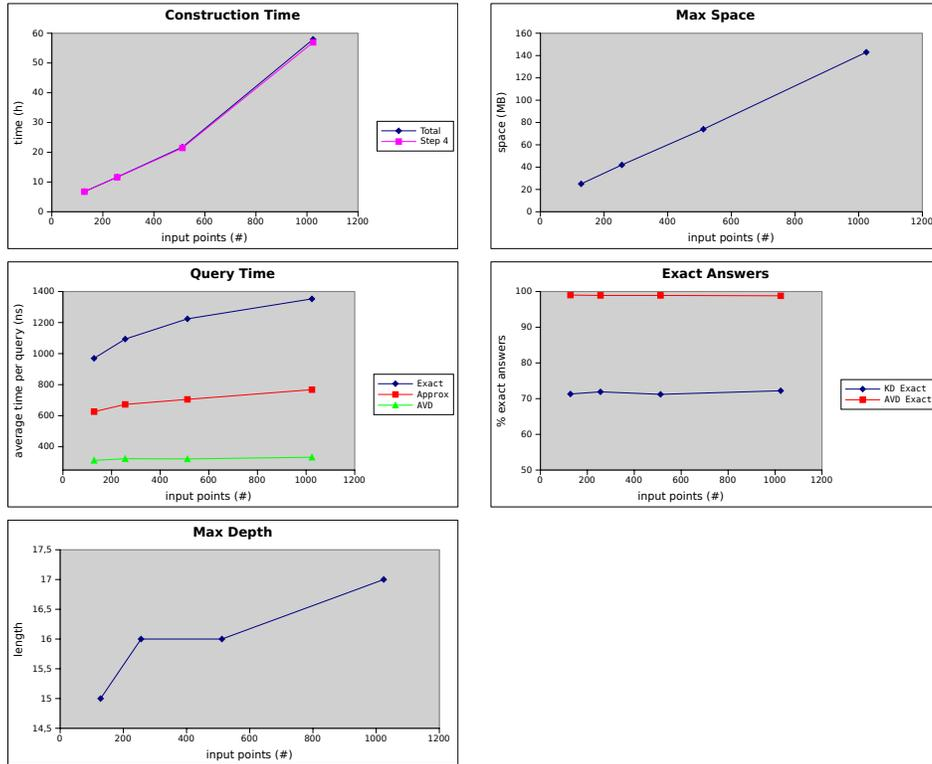 Construction Time
60
50
40
30
20
10
0
time (h)
0 200 400 600 800 1000 1200
input points (#)
Total
Step 4
Max Space
160
140
120
100
80
60
40
20
0
space (MB)
0 200 400 600 800 1000 1200
input points (#)
Query Time
1400
1200
1000
800
600
400
average time per query (ns)
0 200 400 600 800 1000 1200
input points (#)
Exact
Approx
AVD
Exact Answers
100
90
80
70
60
50
% exact answers
0 200 400 600 800 1000 1200
input points (#)
KD Exact
AVD Exact
Max Depth
17,5
17
16,5
16
15,5
15
14,5
length
0 200 400 600 800 1000 1200
input points (#)